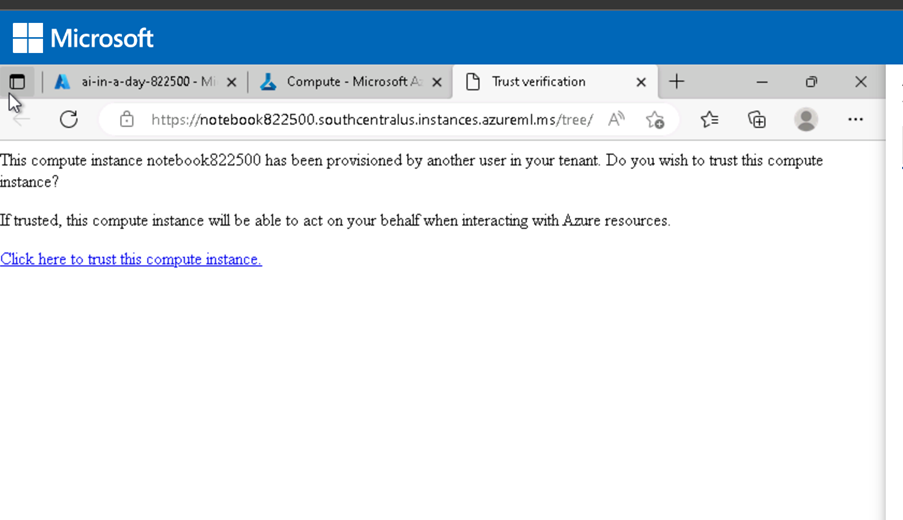 Microsoft
ai-in-a-day-822500 - Mi
Compute - Microsoft Az
Trust verification
https://notebook822500.southcentralus.instances.azureml.ms/tree/
This compute instance notebook822500 has been provisioned by another user in your tenant. Do you wish to trust this compute
instance?
If trusted, this compute instance will be able to act on your behalf when interacting with Azure resources.
Click here to trust this compute instance.